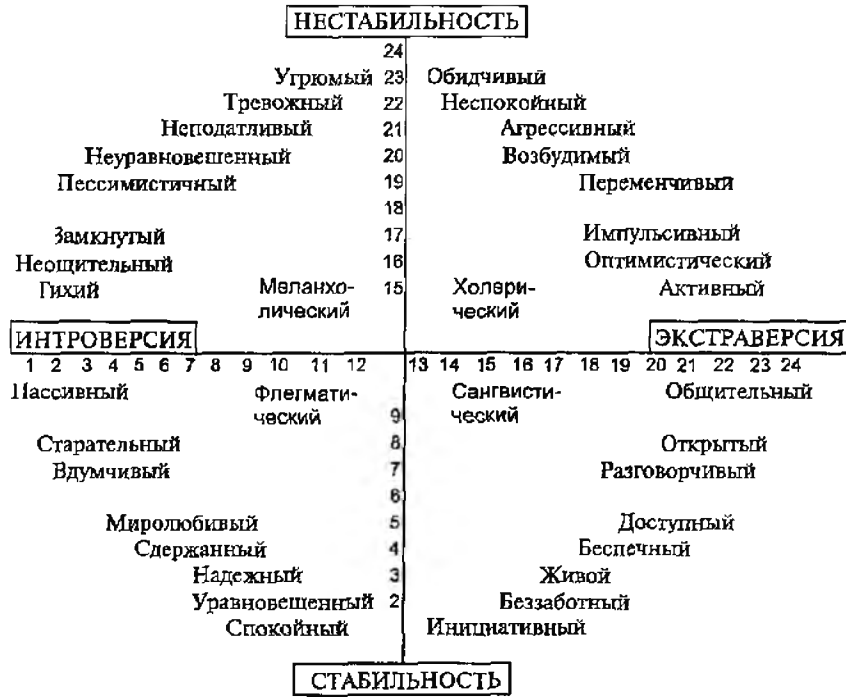 НЕСТАБИЛЬНОСТЬ
24
Угрюмый 23 Обидчивый
Тревожный 22 Неспокойный
Неподатливый 21 Агрессивный
Неуравновешенный 20 Возбудимый
Пессимистичный 19 Переменчивый
18
Замкнутый 17 Импульсивный
Неощительный 16 Оптимистический
Тихий Меланхо- 15 Холери- Активный
лический ческий
ИНТРОВЕРСИЯ ЭКСТРАВЕРСИЯ
1 2 3 4 5 6 7 8 9 10 11 12 13 14 15 16 17 18 19 20 21 22 23 24
Пассивный Флегмати- Сангвисти- Общительный
ческий 9 ческий
Старательный 8 Открытый
Вдумчивый 7 Разговорчивый
6
Миролюбивый 5 Доступный
Сдержанный 4 Беспечный
Надежный 3 Живой
Уравновешенный 2 Беззаботный
Спокойный Инициативный
СТАБИЛЬНОСТЬ